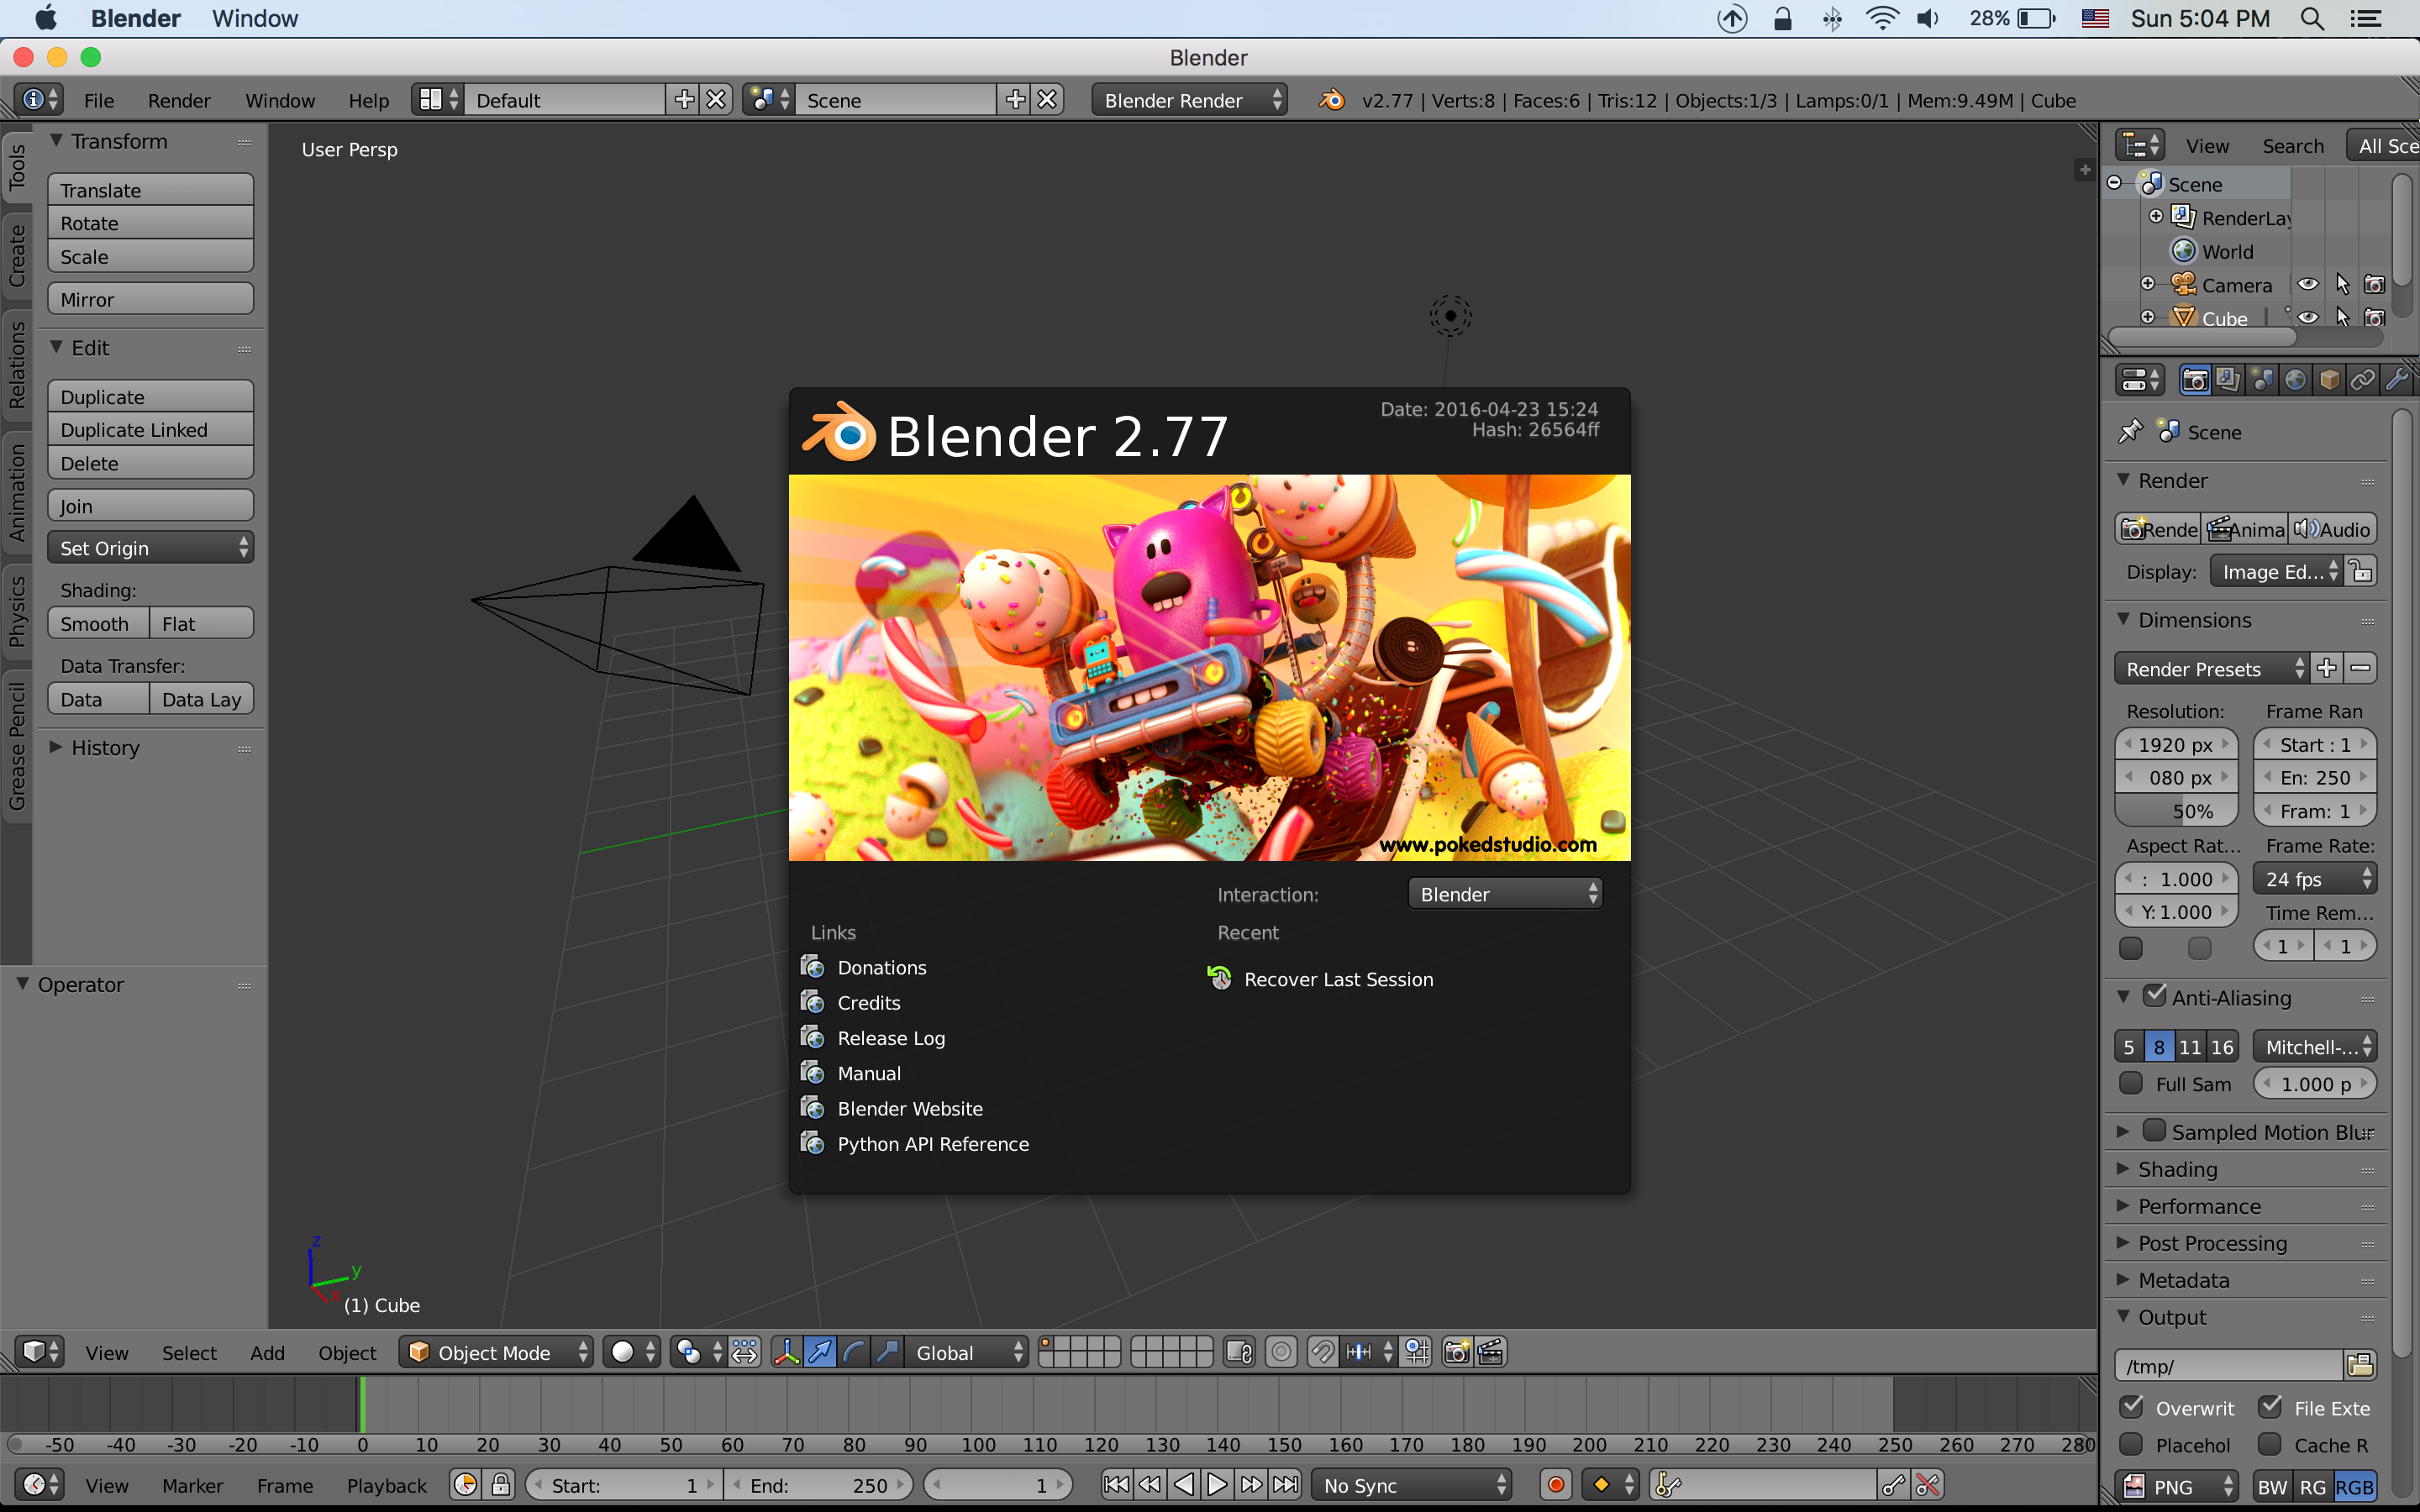 Blender Window 28% Sun 5:04 PM
Blender
File Render Window Help Default Scene Blender Render v2.77 | Verts:8 | Faces:6 | Tris:12 | Objects:1/3 | Lamps:0/1 | Mem:9.49M | Cube
Tools
Create
Relations
Animation
Physics
Grease Pencil
Transform
Translate
Rotate
Scale
Mirror
Edit
Duplicate
Duplicate Linked
Delete
Join
Set Origin
Shading:
Smooth Flat
Data Transfer:
Data Data Lay
History
Operator
User Persp
Blender 2.77
Date: 2016-04-23 15:24
Hash: 26564ff
www.pokedstudio.com
Interaction: Blender
Links
Donations
Credits
Release Log
Manual
Blender Website
Python API Reference
Recent
Recover Last Session
z
y
x
(1) Cube
View Search All Sce
Scene
RenderLay
World
Camera
Cube
Scene
Render
Rende Anima Audio
Display: Image Ed...
Dimensions
Render Presets
Resolution: Frame Ran
1920 px Start : 1
080 px En: 250
50% Fram: 1
Aspect Rat... Frame Rate:
: 1.000 24 fps
Y: 1.000 Time Rem...
1 1
Anti-Aliasing
5 8 11 16 Mitchell-...
Full Sam 1.000 p
Sampled Motion Blur
Shading
Performance
Post Processing
Metadata
Output
/tmp/
Overwrit File Exte
Placehol Cache R
PNG BW RG RGB
View Select Add Object Object Mode Global
-50 -40 -30 -20 -10 0 10 20 30 40 50 60 70 80 90 100 110 120 130 140 150 160 170 180 190 200 210 220 230 240 250 260 270 280
View Marker Frame Playback Start: 1 End: 250 1 No Sync